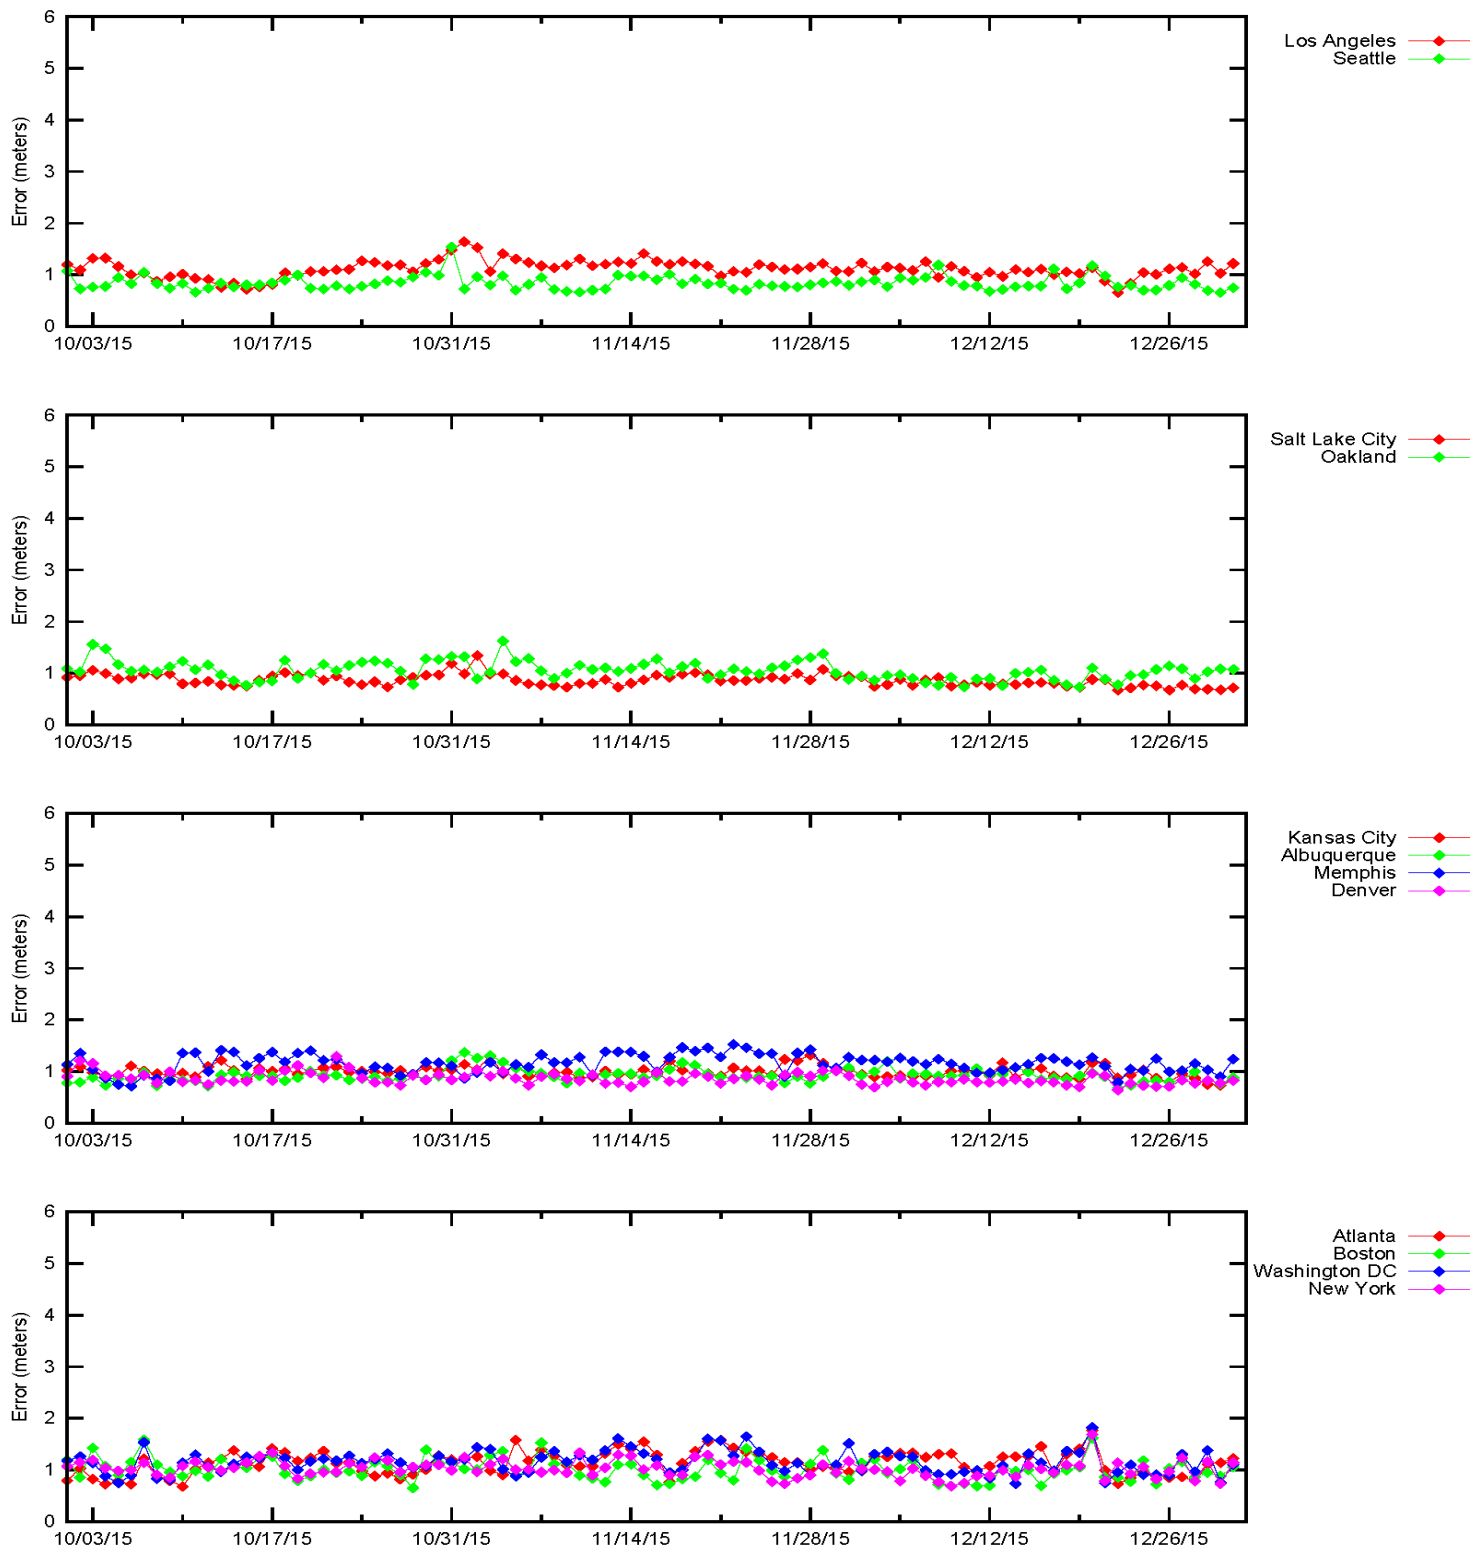 6
5
4
3
2
1
0
Error (meters)
10/03/15 10/17/15 10/31/15 11/14/15 11/28/15 12/12/15 12/26/15
Los Angeles
Seattle
6
5
4
3
2
1
0
Error (meters)
10/03/15 10/17/15 10/31/15 11/14/15 11/28/15 12/12/15 12/26/15
Salt Lake City
Oakland
6
5
4
3
2
1
0
Error (meters)
10/03/15 10/17/15 10/31/15 11/14/15 11/28/15 12/12/15 12/26/15
Kansas City
Albuquerque
Memphis
Denver
6
5
4
3
2
1
0
Error (meters)
10/03/15 10/17/15 10/31/15 11/14/15 11/28/15 12/12/15 12/26/15
Atlanta
Boston
Washington DC
New York